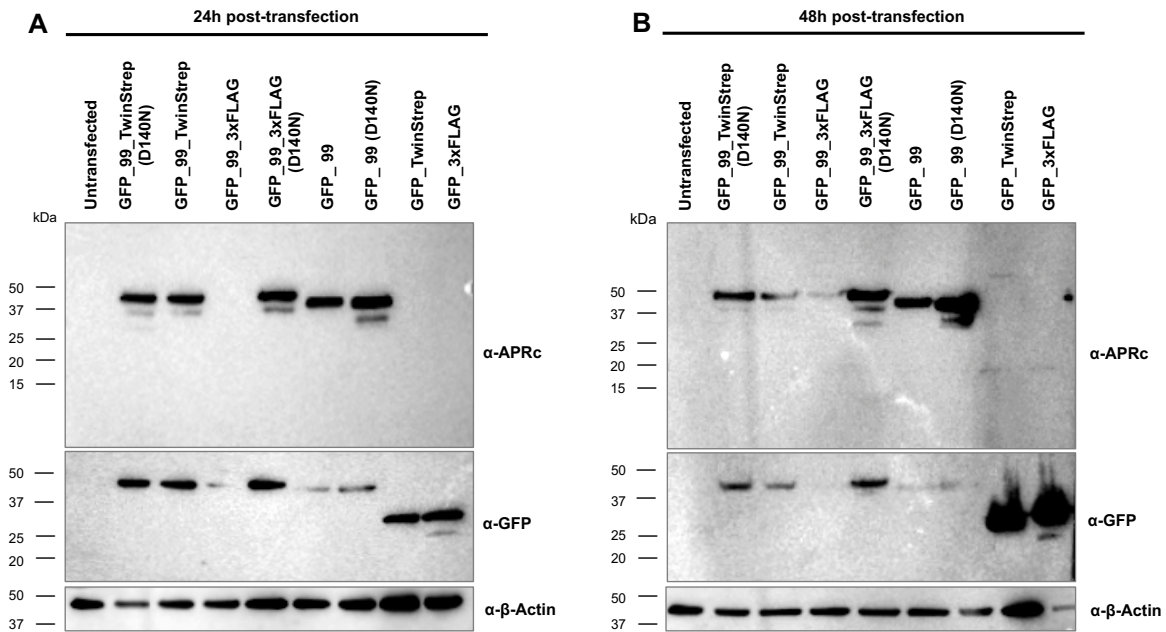 A
24h post-transfection
Untransfected
GFP_99_TwinStrep
(D140N)
GFP_99_TwinStrep
GFP_99_3xFLAG
GFP_99_3xFLAG
(D140N)
GFP_99
GFP_99 (D140N)
GFP_TwinStrep
GFP_3xFLAG
kDa
50
37
25
20
15
α-APRc
50
37
25
20
α-GFP
50
37
α-β-Actin
B
48h post-transfection
Untransfected
GFP_99_TwinStrep
(D140N)
GFP_99_TwinStrep
GFP_99_3xFLAG
GFP_99_3xFLAG
(D140N)
GFP_99
GFP_99 (D140N)
GFP_TwinStrep
GFP_3xFLAG
kDa
50
37
25
20
15
α-APRc
50
37
25
20
α-GFP
50
37
α-β-Actin